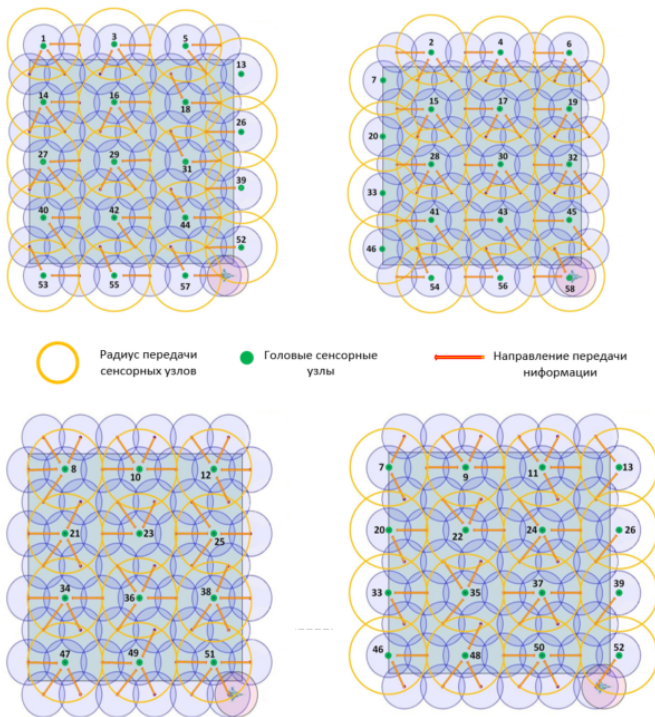 1 3 5
13
14 16 18
26
27 29 31
39
40 42 44
52
53 55 57
2 4 6
7
15 17 19
20
28 30 32
33
41 43 45
46
54 56 58
Радиус передачи
сенсорных узлов
Головые сенсорные
узлы
Направление передачи
ниформации
8 10 12
21 23 25
34 36 38
47 49 51
7 9 11 13
20 22 24 26
33 35 37 39
46 48 50 52